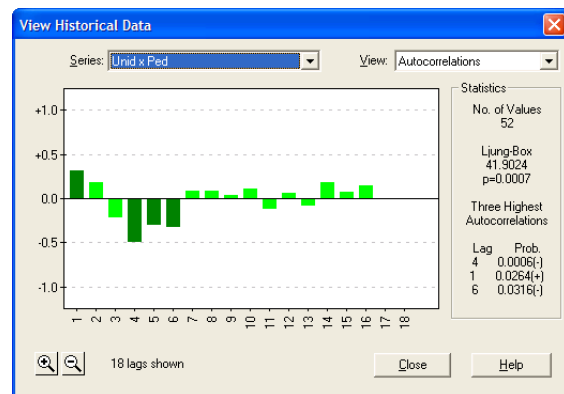 View Historical Data
Series: Unid x Ped
View: Autocorrelations
+1.0
+0.5
0.0
-0.5
-1.0
1 2 3 4 5 6 7 8 9 10 11 12 13 14 15 16 17 18
Statistics
No. of Values
52
Ljung-Box
41.9024
p=0.0007
Three Highest
Autocorrelations
Lag Prob.
4 0.0006(-)
1 0.0264(+)
6 0.0316(-)
18 lags shown
Close
Help